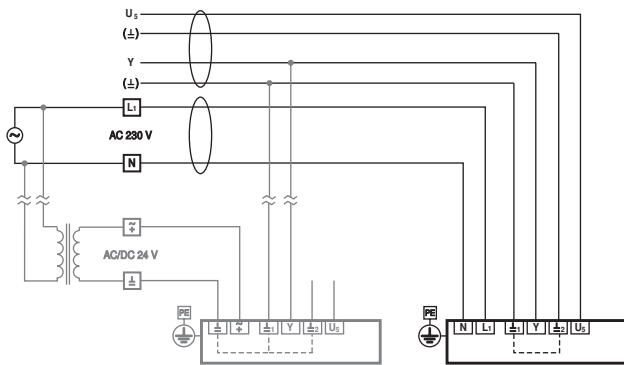 U₅
(⏊)
Y
(⏊)
L₁
AC 230 V
N
~
+
AC/DC 24 V
⏊
PE PE
⏊ ~+ ⏊₁ Y ⏊₂ U₅ N L₁ ⏊₁ Y ⏊₂ U₅